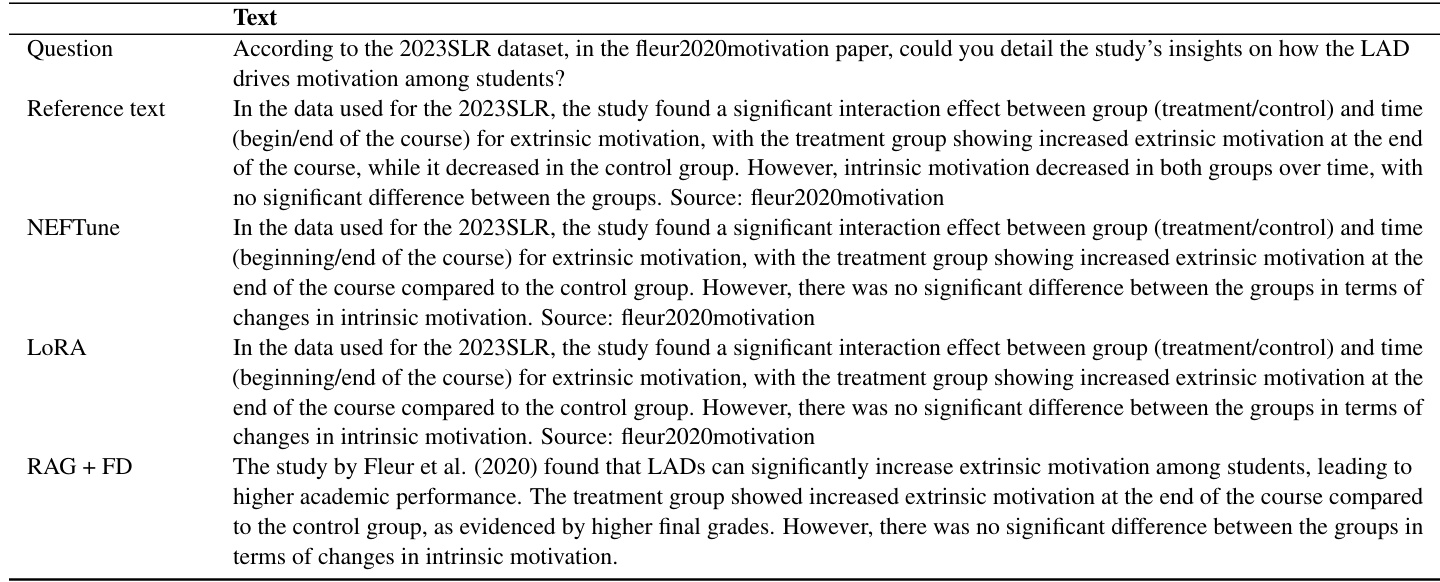 Text
Question According to the 2023SLR dataset, in the fleur2020motivation paper, could you detail the study's insights on how the LAD
drives motivation among students?
Reference text In the data used for the 2023SLR, the study found a significant interaction effect between group (treatment/control) and time
(begin/end of the course) for extrinsic motivation, with the treatment group showing increased extrinsic motivation at the end
of the course, while it decreased in the control group. However, intrinsic motivation decreased in both groups over time, with
no significant difference between the groups. Source: fleur2020motivation
NEFTune In the data used for the 2023SLR, the study found a significant interaction effect between group (treatment/control) and time
(beginning/end of the course) for extrinsic motivation, with the treatment group showing increased extrinsic motivation at the
end of the course compared to the control group. However, there was no significant difference between the groups in terms of
changes in intrinsic motivation. Source: fleur2020motivation
LoRA In the data used for the 2023SLR, the study found a significant interaction effect between group (treatment/control) and time
(beginning/end of the course) for extrinsic motivation, with the treatment group showing increased extrinsic motivation at the
end of the course compared to the control group. However, there was no significant difference between the groups in terms of
changes in intrinsic motivation. Source: fleur2020motivation
RAG + FD The study by Fleur et al. (2020) found that LADs can significantly increase extrinsic motivation among students, leading to
higher academic performance. The treatment group showed increased extrinsic motivation at the end of the course compared
to the control group, as evidenced by higher final grades. However, there was no significant difference between the groups in
terms of changes in intrinsic motivation.